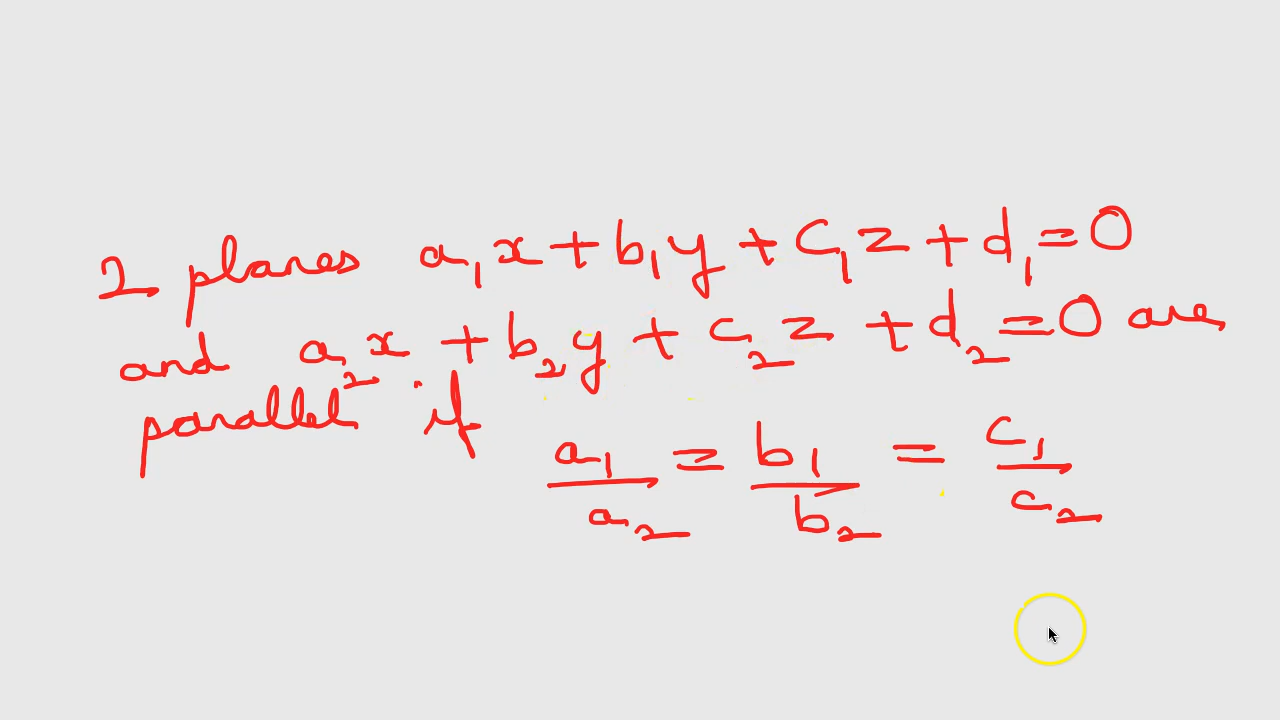 2 planes a₁x + b₁y + c₁z + d₁ = 0
and a₂x + b₂y + c₂z + d₂ = 0 are
parallel if
a₁/a₂ = b₁/b₂ = c₁/c₂